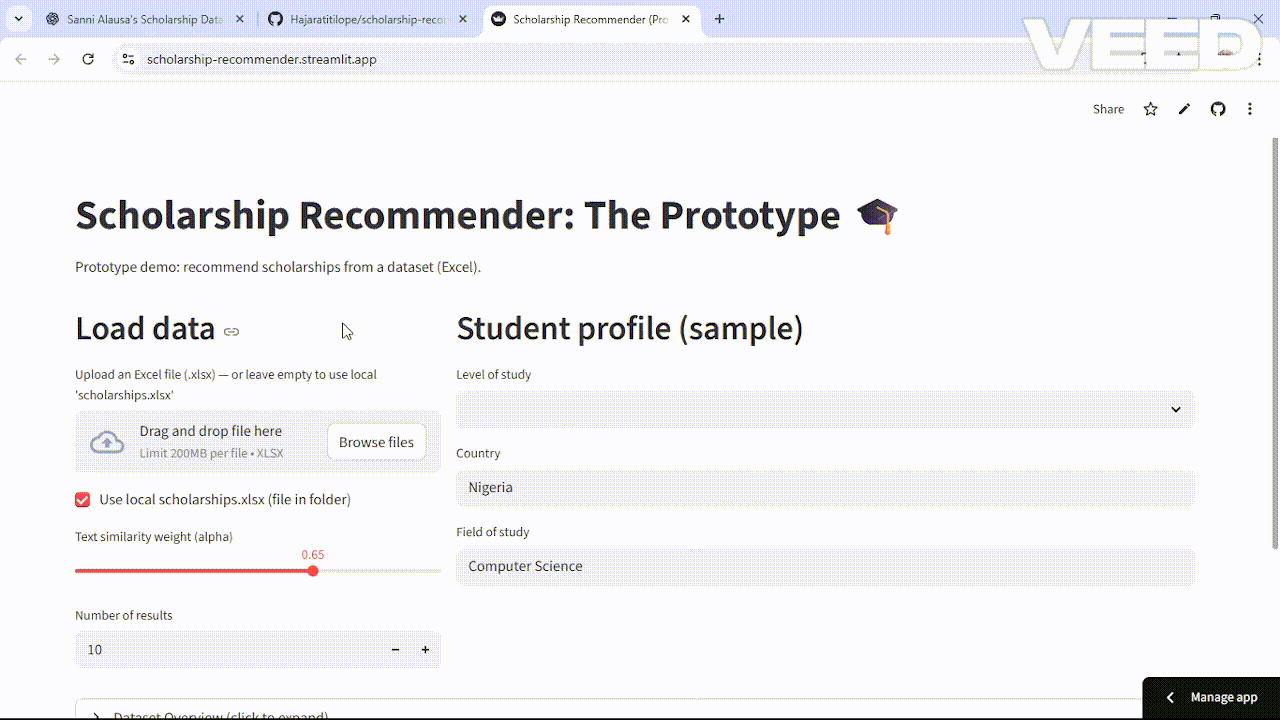 Sanni Alausa's Scholarship Data
Hajaratitilope/scholarship-reco
Scholarship Recommender (Pro
VEED
scholarship-recommender.streamlit.app
Share
Scholarship Recommender: The Prototype 🎓
Prototype demo: recommend scholarships from a dataset (Excel).
Load data
Upload an Excel file (.xlsx) — or leave empty to use local
'scholarships.xlsx'
Drag and drop file here
Limit 200MB per file • XLSX
Browse files
Use local scholarships.xlsx (file in folder)
Text similarity weight (alpha)
0.65
Number of results
10
Student profile (sample)
Level of study
Country
Nigeria
Field of study
Computer Science
Dataset Overview (click to expand)
Manage app